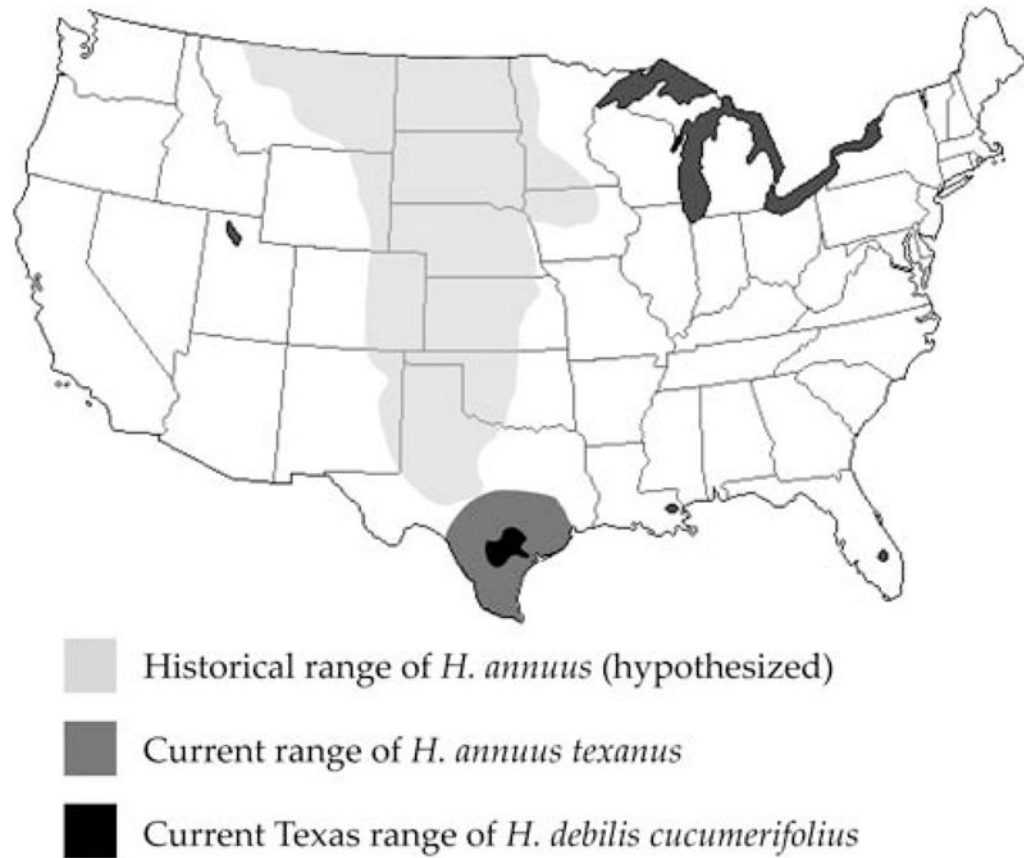 Historical range of H. annuus (hypothesized)
Current range of H. annuus texanus
Current Texas range of H. debilis cucumerifolius